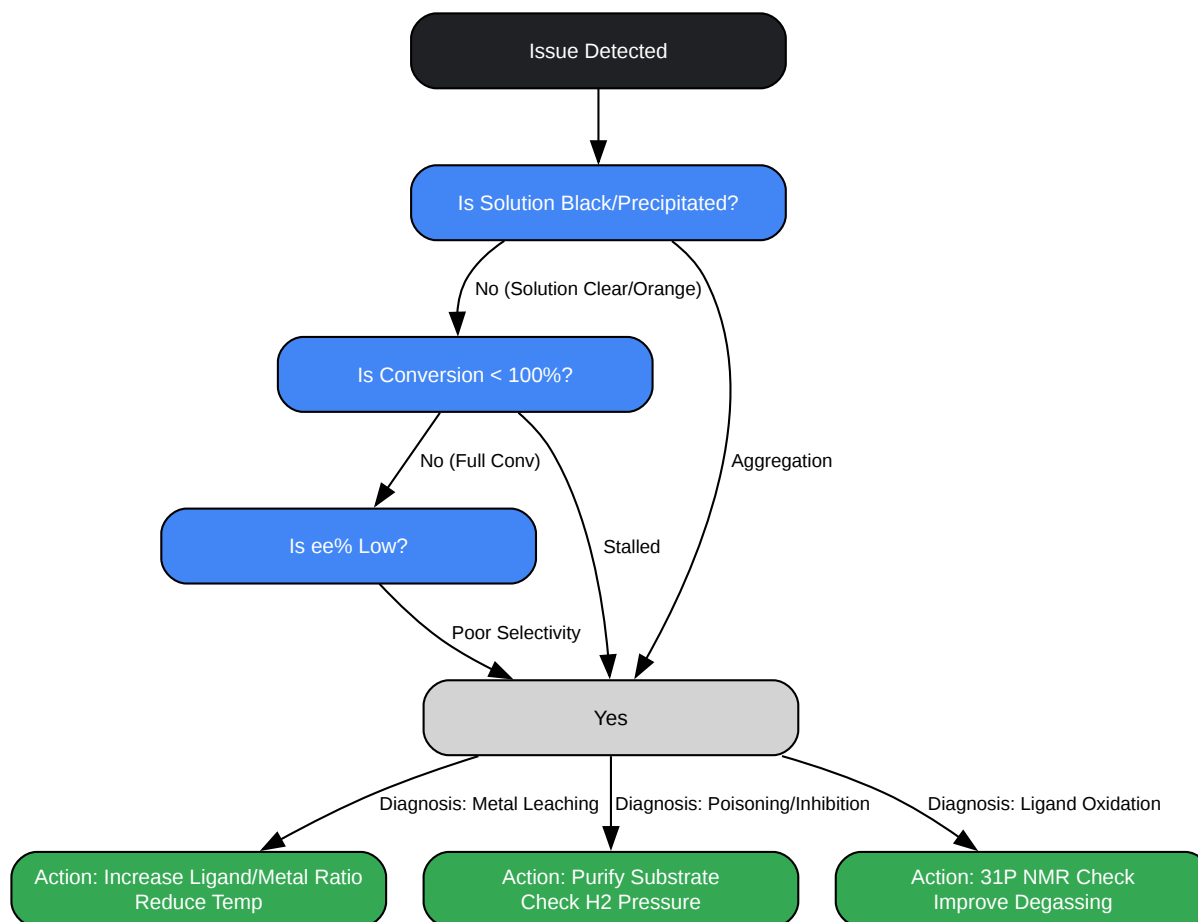 Issue Detected
Is Solution Black/Precipitated?
No (Solution Clear/Orange)
Is Conversion < 100%?
No (Full Conv)
Aggregation
Is ee% Low?
Stalled
Poor Selectivity
Yes
Diagnosis: Metal Leaching
Diagnosis: Poisoning/Inhibition
Diagnosis: Ligand Oxidation
Action: Increase Ligand/Metal Ratio
Reduce Temp
Action: Purify Substrate
Check H2 Pressure
Action: 31P NMR Check
Improve Degassing